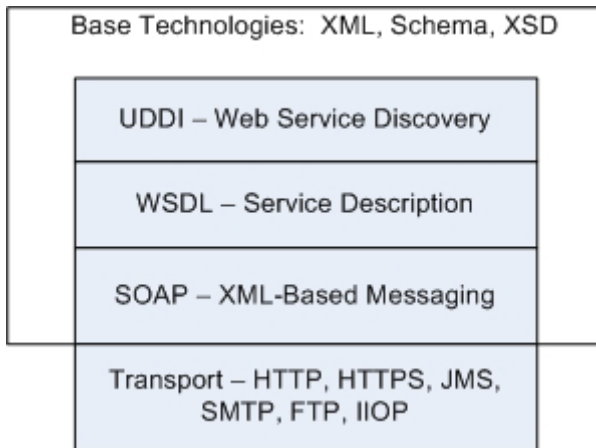 Base Technologies: XML, Schema, XSD
UDDI – Web Service Discovery
WSDL – Service Description
SOAP – XML-Based Messaging
Transport – HTTP, HTTPS, JMS,
SMTP, FTP, IIOP